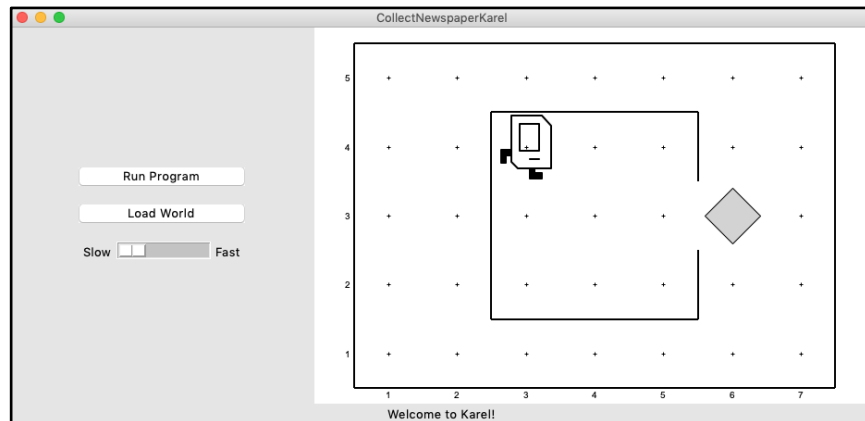 CollectNewspaperKarel
Run Program
Load World
Slow Fast
5
4
3
2
1
1 2 3 4 5 6 7
Welcome to Karel!